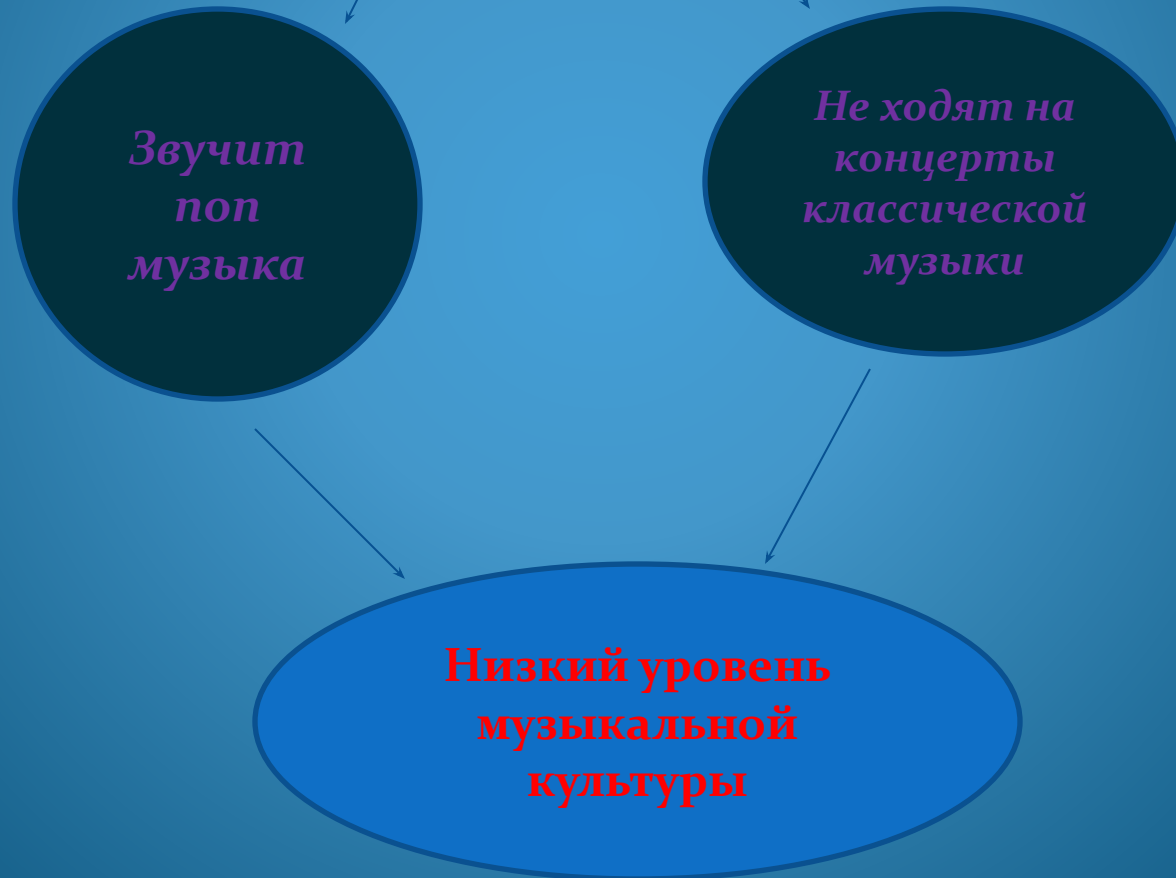 Звучит
поп
музыка
Не ходят на
концерты
классической
музыки
Низкий уровень
музыкальной
культуры